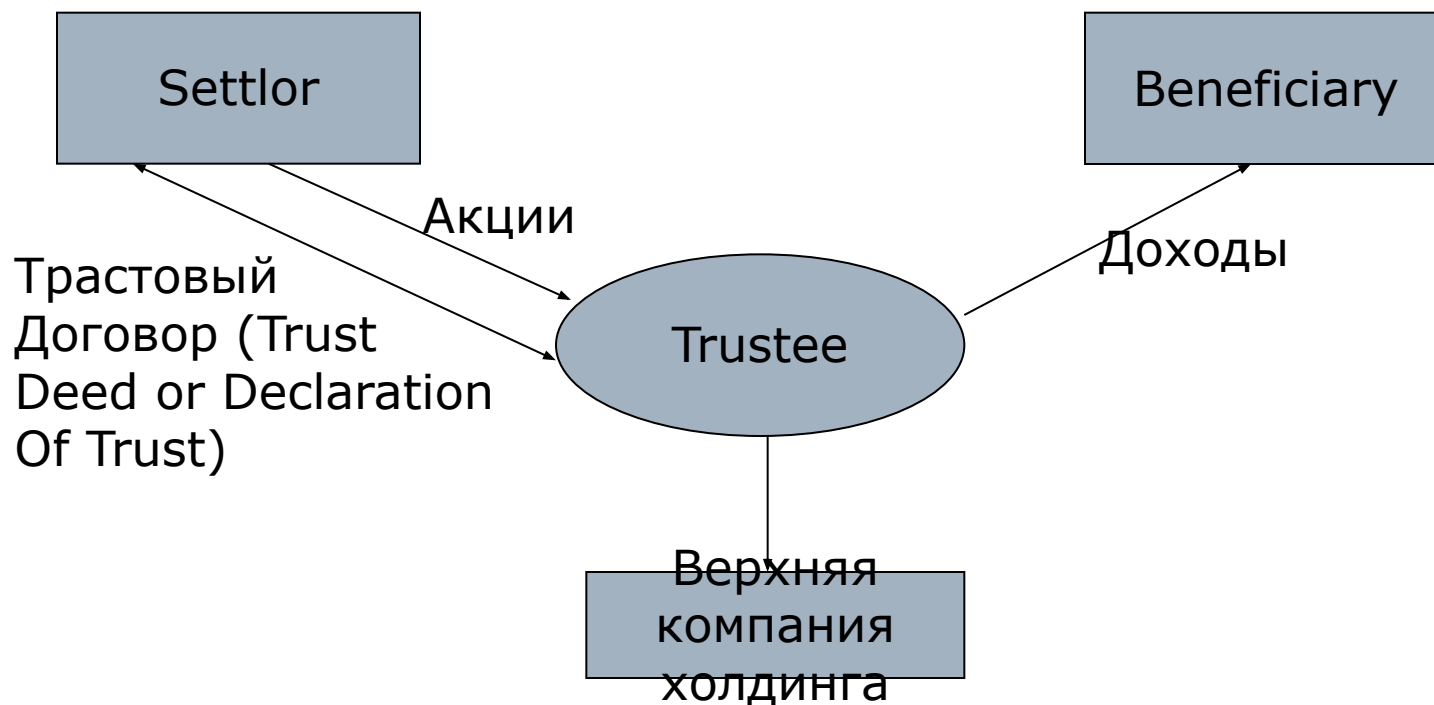 Settlor
Beneficiary
Акции
Доходы
Трастовый
Договор (Trust
Deed or Declaration
Of Trust)
Trustee
Верхняя
компания
холдинга